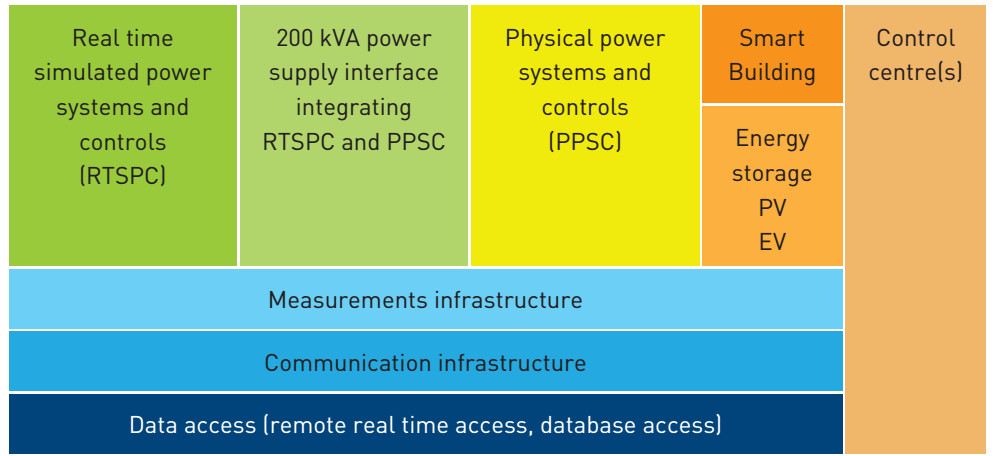 Real time
simulated power
systems and
controls
(RTSPC)
200 kVA power
supply interface
integrating
RTSPC and PPSC
Physical power
systems and
controls
(PPSC)
Smart
Building
Energy
storage
PV
EV
Control
centre(s)
Measurements infrastructure
Communication infrastructure
Data access (remote real time access, database access)